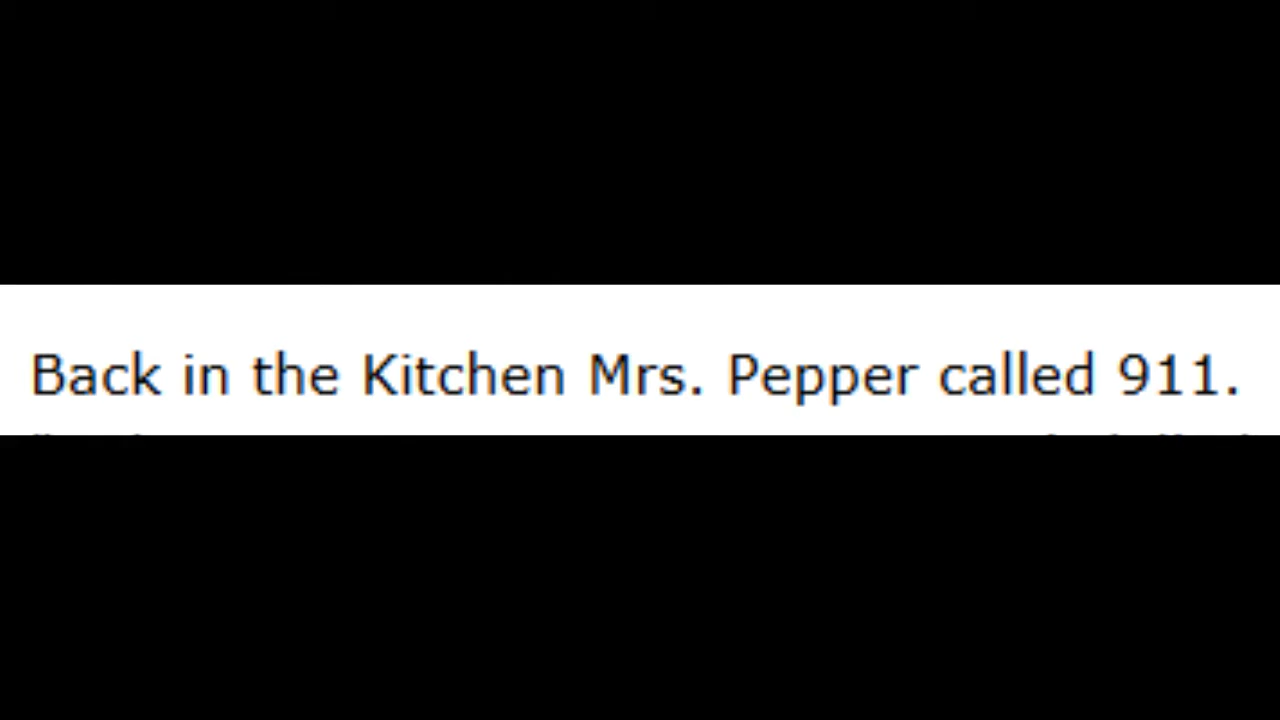 Back in the Kitchen Mrs. Pepper called 911.